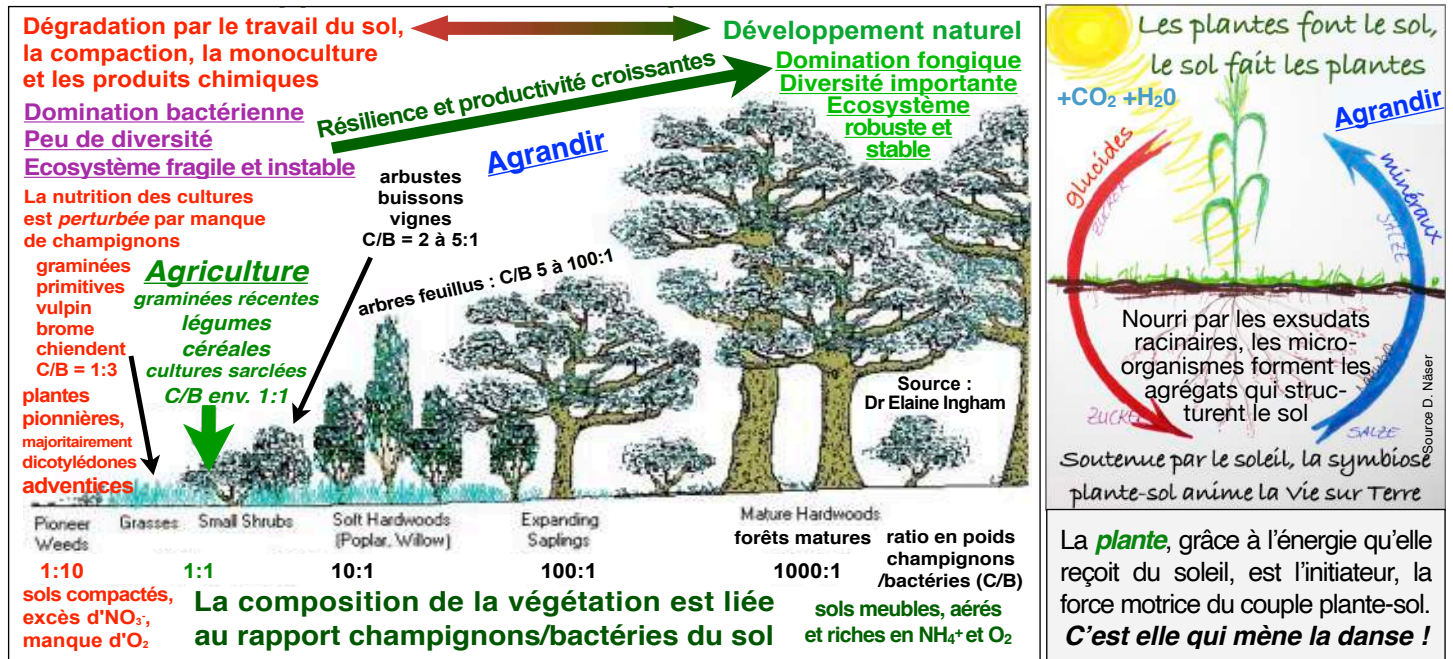 Dégradation par le travail du sol,
la compaction, la monoculture
et les produits chimiques
Développement naturel
Domination bactérienne
Peu de diversité
Ecosystème fragile et instable
Résilience et productivité croissantes
Domination fongique
Diversité importante
Ecosystème
robuste et
stable
Agrandir
La nutrition des cultures
est perturbée par manque
de champignons
graminées
primitives
vulpin
brome
chiendent
C/B = 1:3
plantes
pionnières,
majoritairement
dicotylédones
adventices
Agriculture
graminées récentes
légumes
céréales
cultures sarclées
C/B env. 1:1
arbustes
buissons
vignes
C/B = 2 à 5:1
arbres feuillus : C/B 5 à 100:1
Source :
Dr Elaine Ingham
Pioneer
Weeds
Grasses
Small Shrubs
Soft Hardwoods
(Poplar, Willow)
Expanding
Saplings
Mature Hardwoods
forêts matures
ratio en poids
champignons
/bactéries (C/B)
1:10
1:1
10:1
100:1
1000:1
sols compactés,
excès d'NO₃⁻,
manque d'O₂
La composition de la végétation est liée
au rapport champignons/bactéries du sol
sols meubles, aérés
et riches en NH₄⁺ et O₂
Les plantes font le sol,
le sol fait les plantes
+CO₂ +H₂0
Agrandir
glucides
ZUCKER
minéraux
SALZE
Nourri par les exsudats
racinaires, les micro-
organismes forment les
agrégats qui struc-
turent le sol
ZUCKER
SALZE
Source D. Näser
Soutenue par le soleil, la symbiose
plante-sol anime la Vie sur Terre
La plante, grâce à l'énergie qu'elle
reçoit du soleil, est l'initiateur, la
force motrice du couple plante-sol.
C'est elle qui mène la danse !